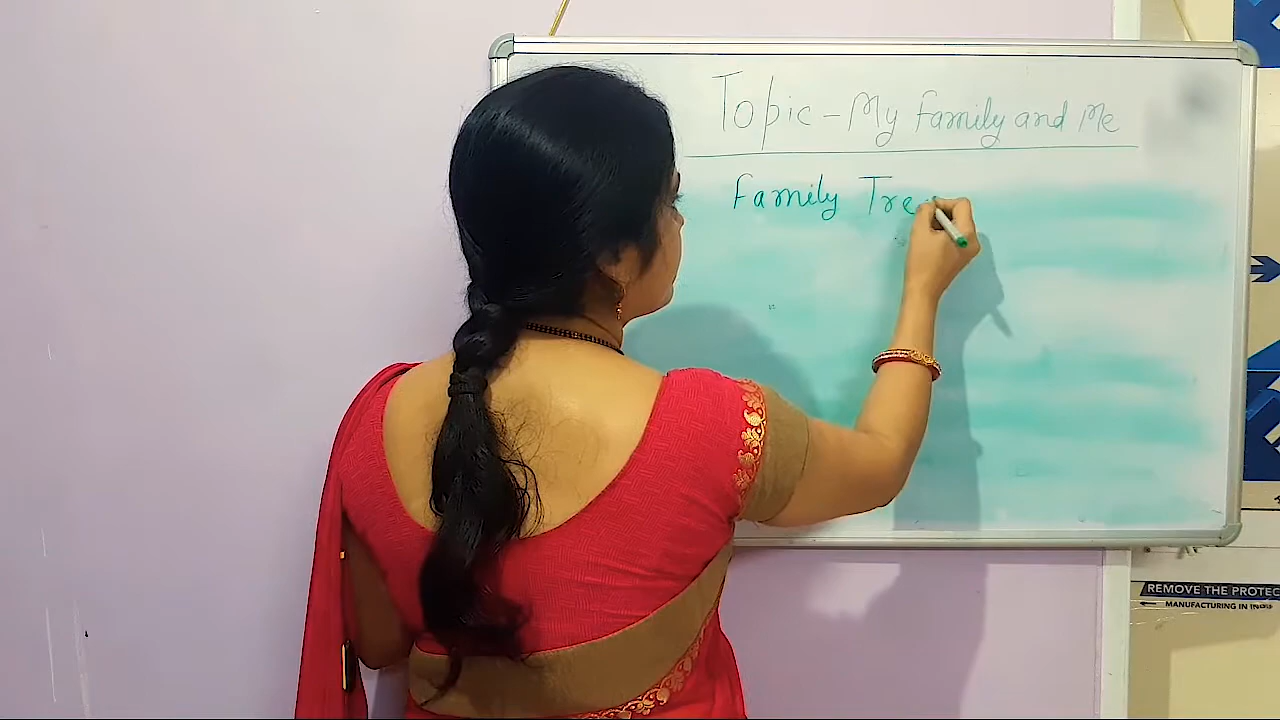 Topic - My Family and Me
Family Tre
REMOVE THE PROTEC
MANUFACTURING IN